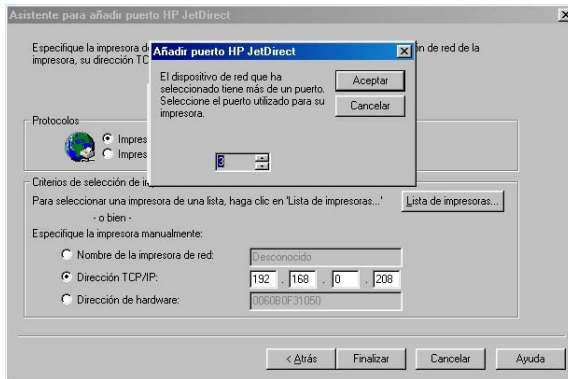 Asistente para añadir puerto HP JetDirect
Especifique la impresora d
ón de red de la
impresora, su dirección TC
Añadir puerto HP JetDirect
El dispositivo de red que ha
seleccionado tiene más de un puerto.
Seleccione el puerto utilizado para su
impresora.
Aceptar
Cancelar
3
Protocolos
Impres
Impres
Criterios de selección de im
Para seleccionar una impresora de una lista, haga clic en 'Lista de impresoras...'
Lista de impresoras...
- o bien -
Especifique la impresora manualmente:
Nombre de la impresora de red:
Desconocido
Dirección TCP/IP:
192 . 168 . 0 . 208
Dirección de hardware:
0060B0F31050
< Atrás
Finalizar
Cancelar
Ayuda